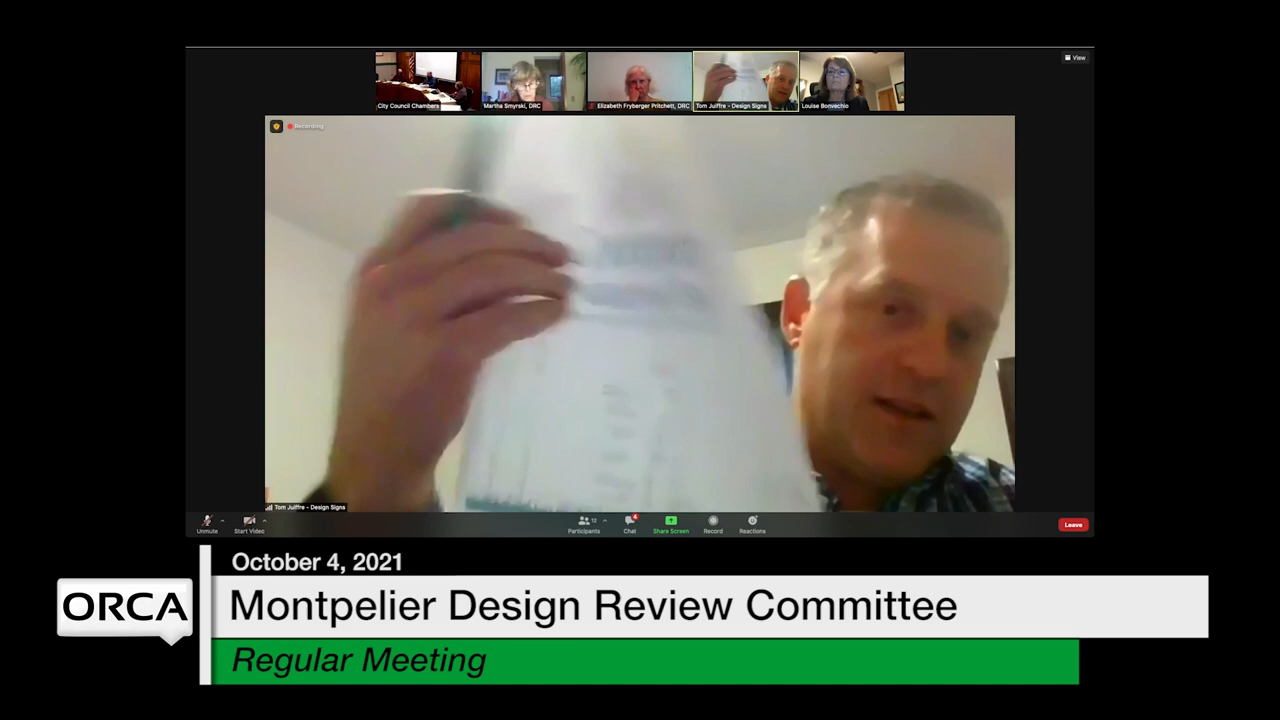 View
City Council Chambers
Martha Smyrski, DRC
Elizabeth Fryberger Pritchett, DRC
Tom Juiffre - Design Signs
Louise Bonvechio
Recording
Tom Juiffre - Design Signs
Unmute
Start Video
Participants
12
Chat
4
Share Screen
Record
Reactions
Leave
October 4, 2021
ORCA
Montpelier Design Review Committee
Regular Meeting